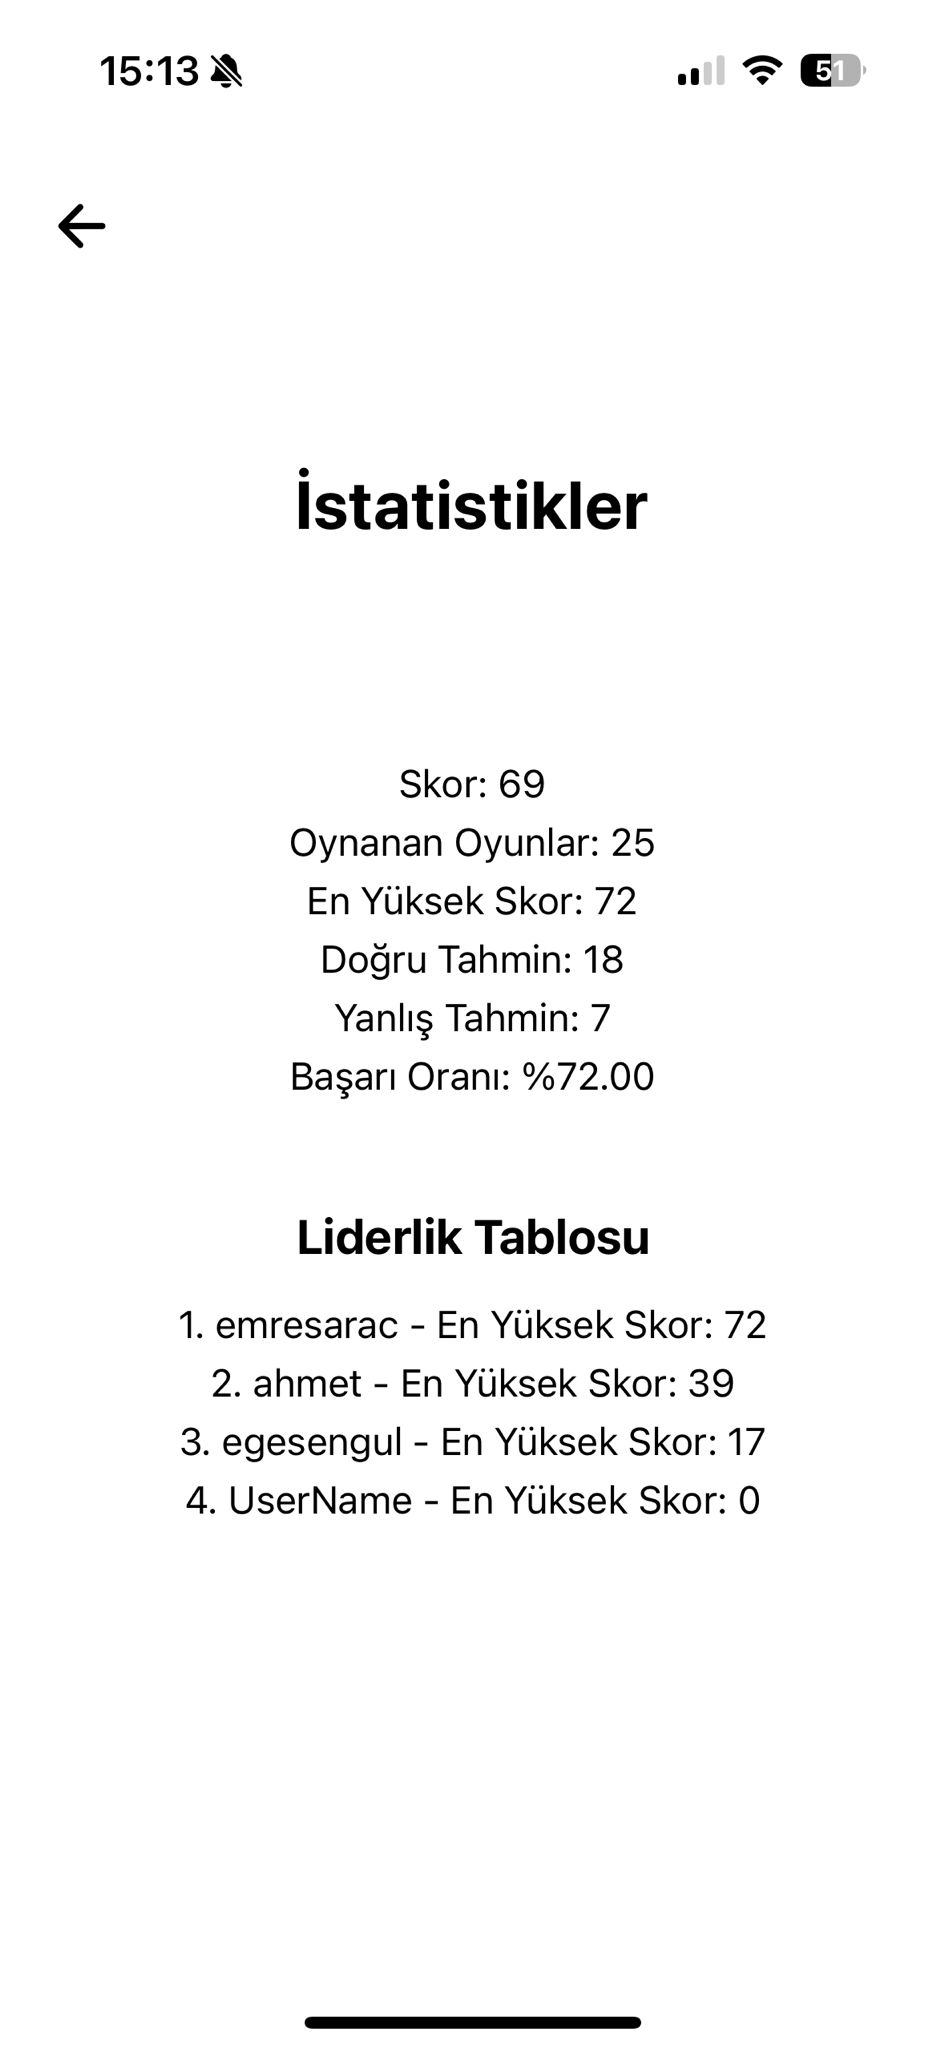 15:13
51
İstatistikler
Skor: 69
Oynanan Oyunlar: 25
En Yüksek Skor: 72
Doğru Tahmin: 18
Yanlış Tahmin: 7
Başarı Oranı: %72.00
Liderlik Tablosu
1. emresarac - En Yüksek Skor: 72
2. ahmet - En Yüksek Skor: 39
3. egesengul - En Yüksek Skor: 17
4. UserName - En Yüksek Skor: 0